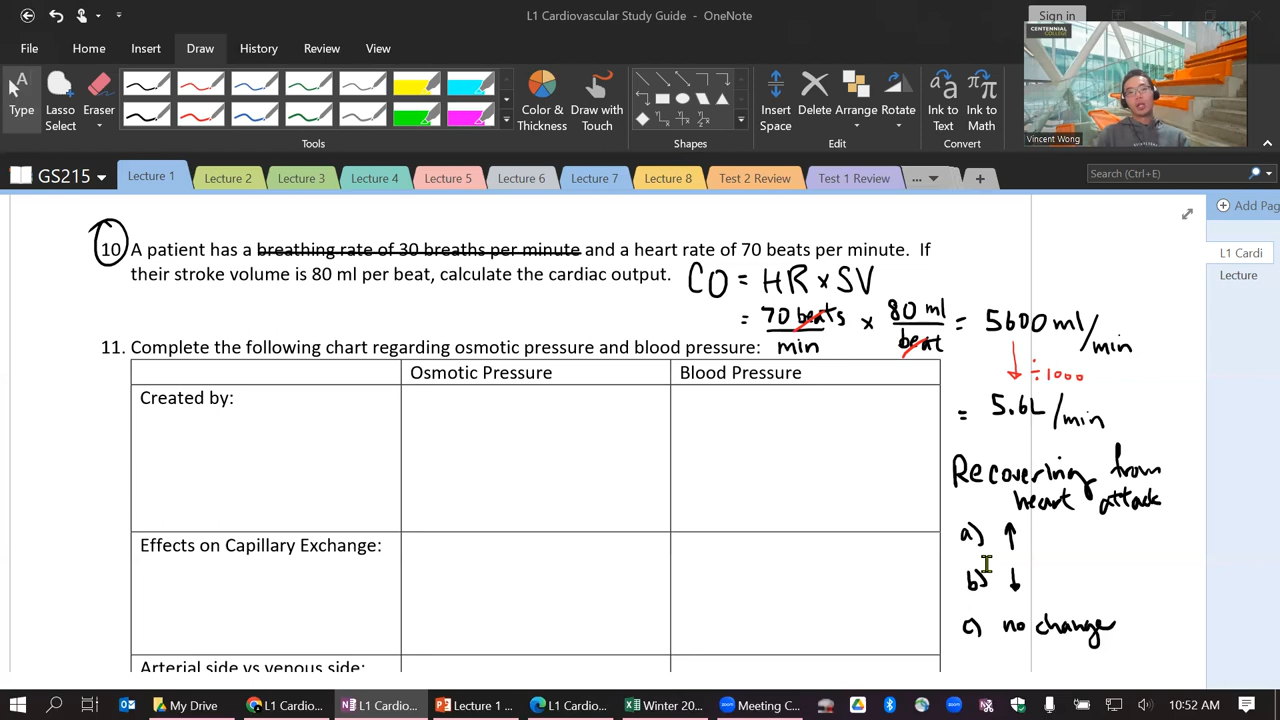 L1 Cardiovascular Study Guide - OneNote
Sign in
CENTENNIAL COLLEGE
File Home Insert Draw History Review View
Vincent Wong
Type
Lasso Select
Eraser
Color & Thickness
Draw with Touch
Insert Space
Delete Arrange Rotate
Ink to Text
Ink to Math
Tools Shapes Edit Convert
GS215 Lecture 1 Lecture 2 Lecture 3 Lecture 4 Lecture 5 Lecture 6 Lecture 7 Lecture 8 Test 2 Review Test 1 Review ... +
Search (Ctrl+E)
Add Pag
L1 Cardi
Lecture
10 A patient has a breathing rate of 30 breaths per minute and a heart rate of 70 beats per minute. If
their stroke volume is 80 ml per beat, calculate the cardiac output. CO = HR x SV
= 70 beats/min x 80 ml/beat = 5600 ml/min
↓ ÷1000
= 5.6L/min
11. Complete the following chart regarding osmotic pressure and blood pressure:
Osmotic Pressure Blood Pressure
Created by:
Effects on Capillary Exchange:
Arterial side vs venous side:
Recovering from
heart attack
a) ↑
b) ↓
c) no change
My Drive L1 Cardio... L1 Cardio... Lecture 1 ... L1 Cardio... Winter 20... Meeting C... 10:52 AM